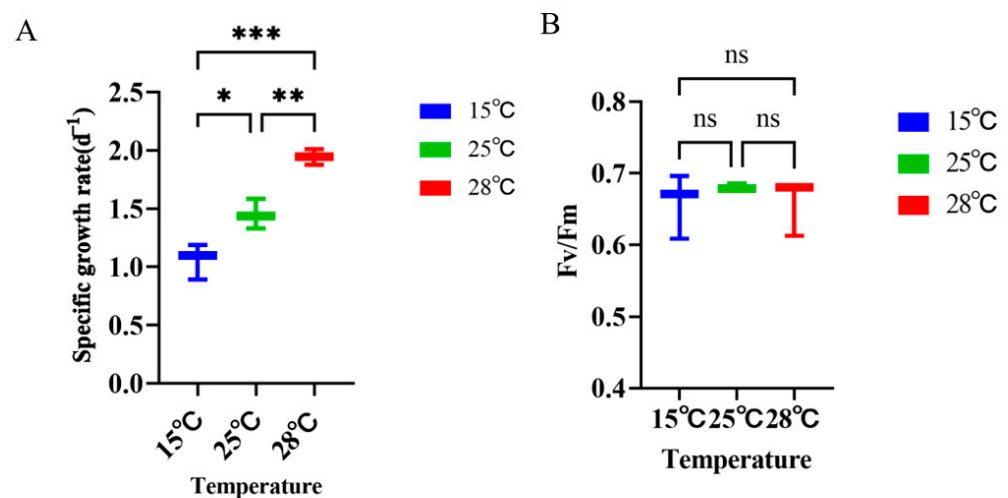 A
***
* **
2.5
2.0
1.5
1.0
0.5
0.0
Specific growth rate(d⁻¹)
15℃
25℃
28℃
Temperature
15℃
25℃
28℃
B
ns
ns ns
0.8
0.7
0.6
0.5
0.4
Fv/Fm
15℃ 25℃ 28℃
Temperature
15℃
25℃
28℃